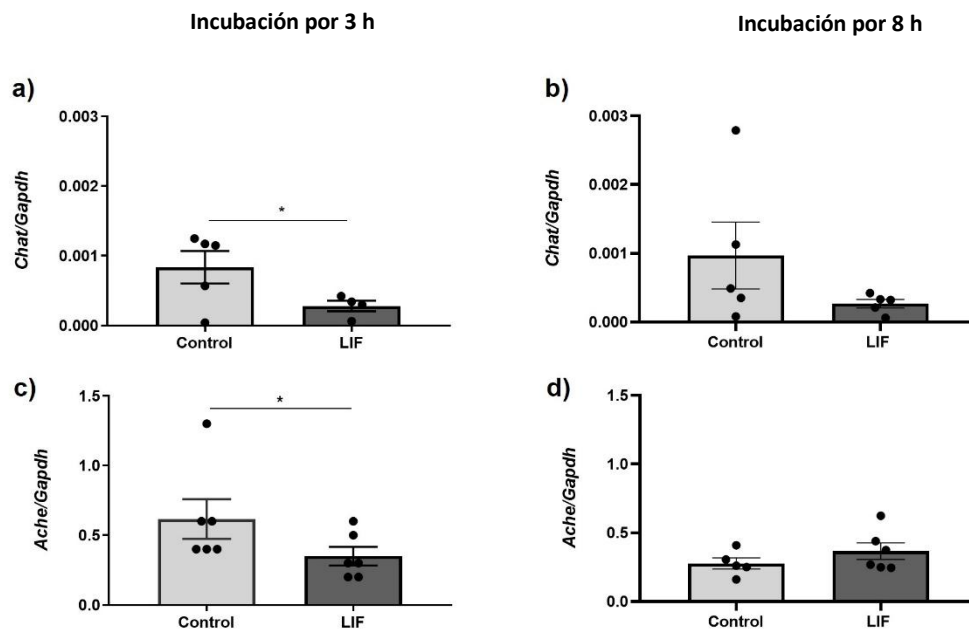 Incubación por 3 h
Incubación por 8 h
a)
0.003
0.002
0.001
0.000
Chat/Gapdh
*
Control
LIF
b)
0.003
0.002
0.001
0.000
Chat/Gapdh
Control
LIF
c)
1.5
1.0
0.5
0.0
Ache/Gapdh
*
Control
LIF
d)
1.5
1.0
0.5
0.0
Ache/Gapdh
Control
LIF